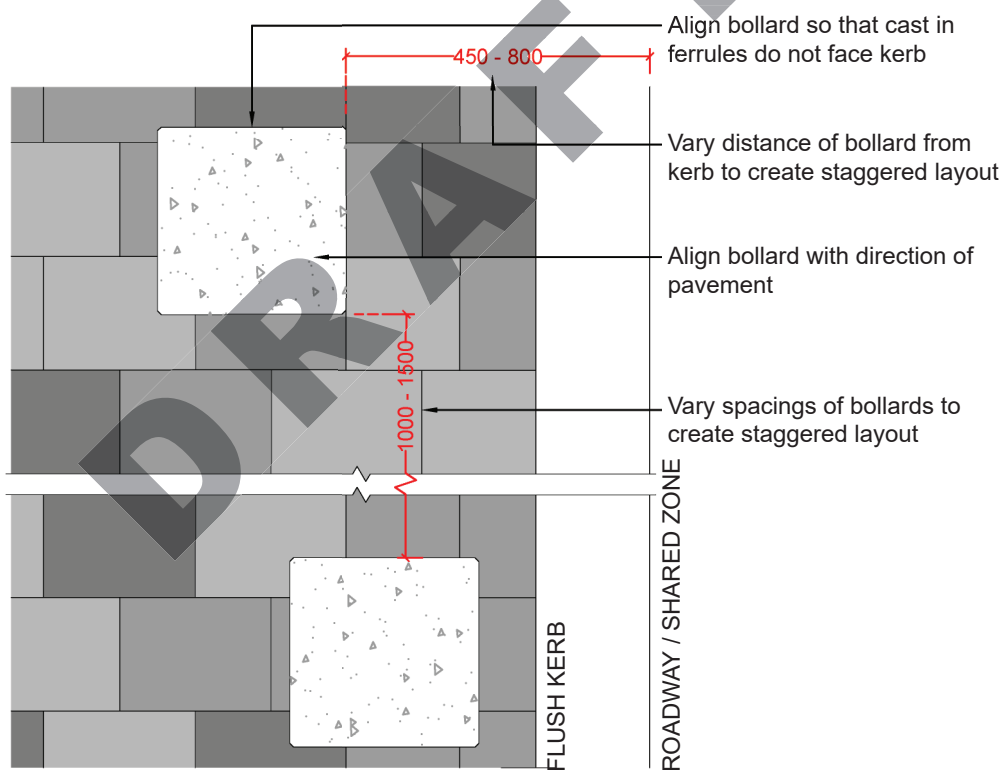 Align bollard so that cast in
ferrules do not face kerb
450 - 800
Vary distance of bollard from
kerb to create staggered layout
Align bollard with direction of
pavement
1000 - 1500
Vary spacings of bollards to
create staggered layout
FLUSH KERB
ROADWAY / SHARED ZONE
DRAF